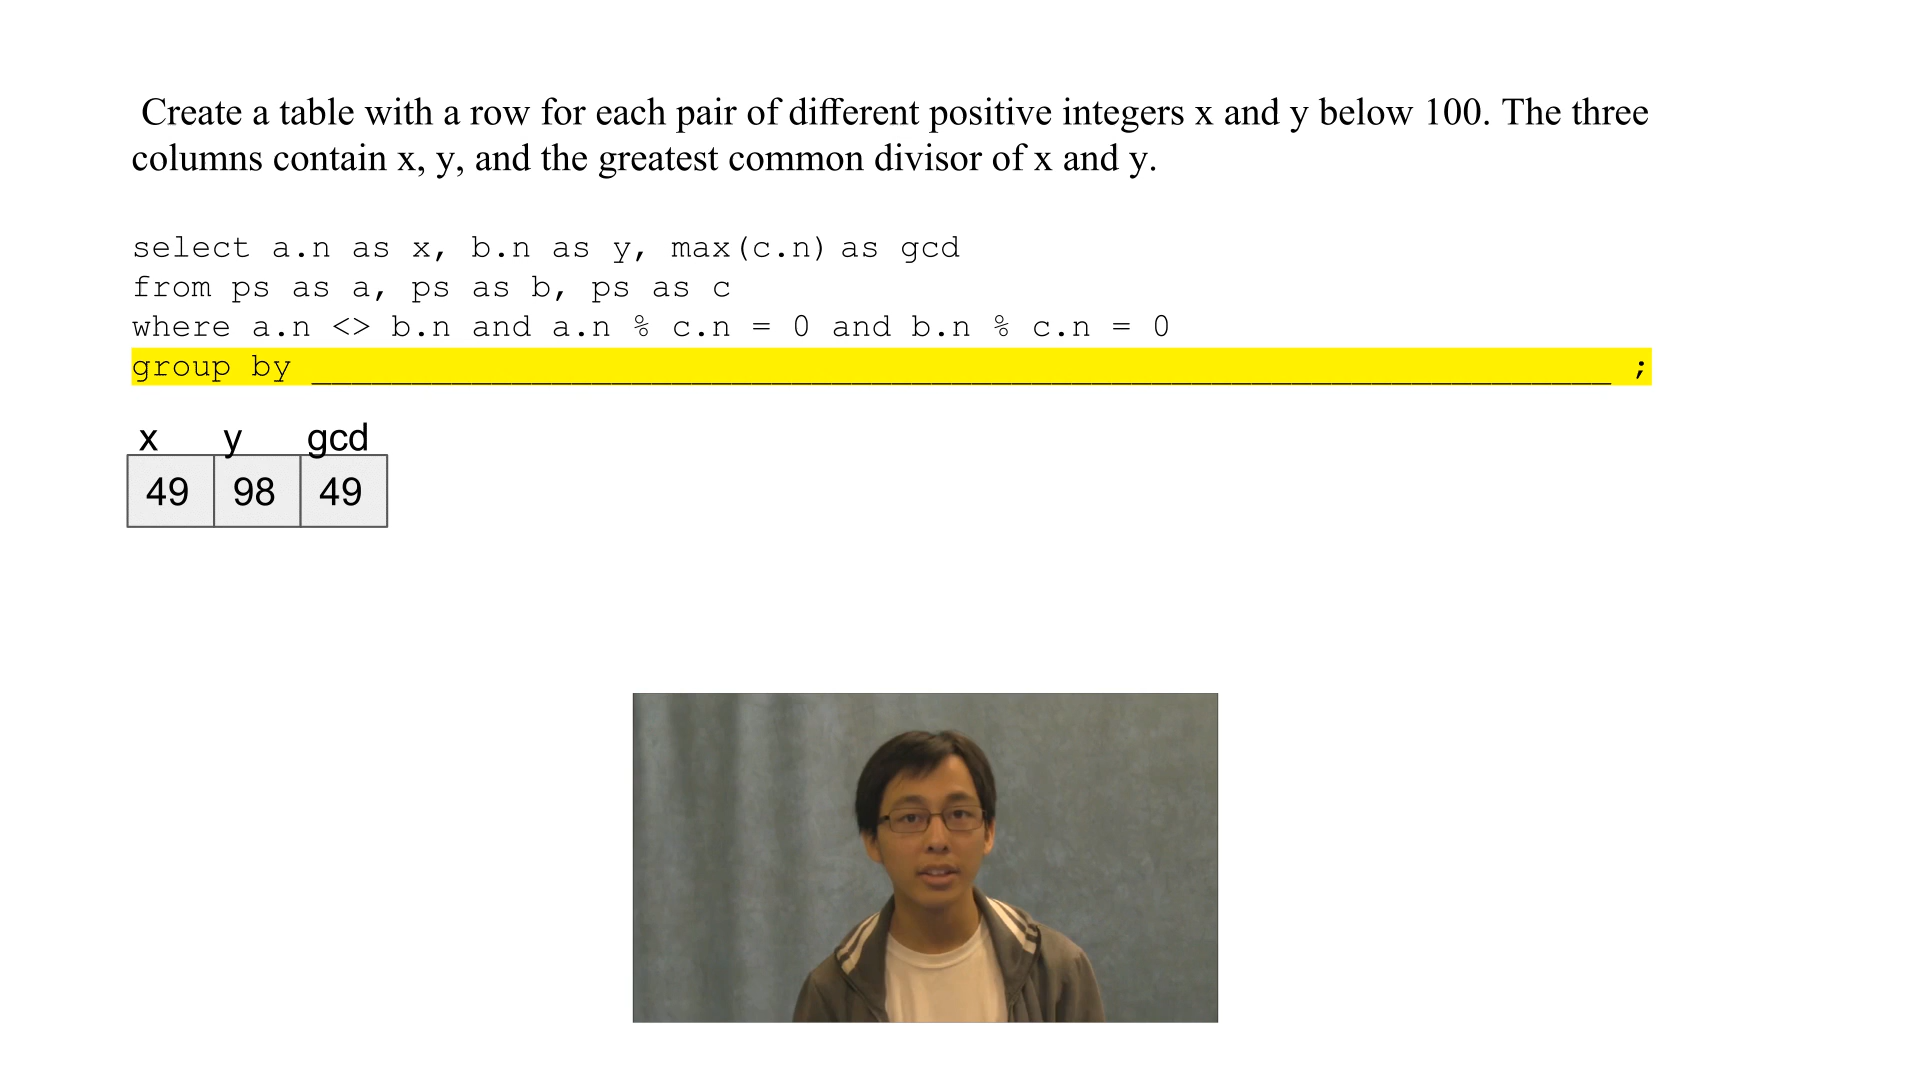 Create a table with a row for each pair of different positive integers x and y below 100. The three
columns contain x, y, and the greatest common divisor of x and y.
select a.n as x, b.n as y, max(c.n) as gcd
from ps as a, ps as b, ps as c
where a.n <> b.n and a.n % c.n = 0 and b.n % c.n = 0
group by _________________________________________________________________ ;
x y gcd
49 98 49